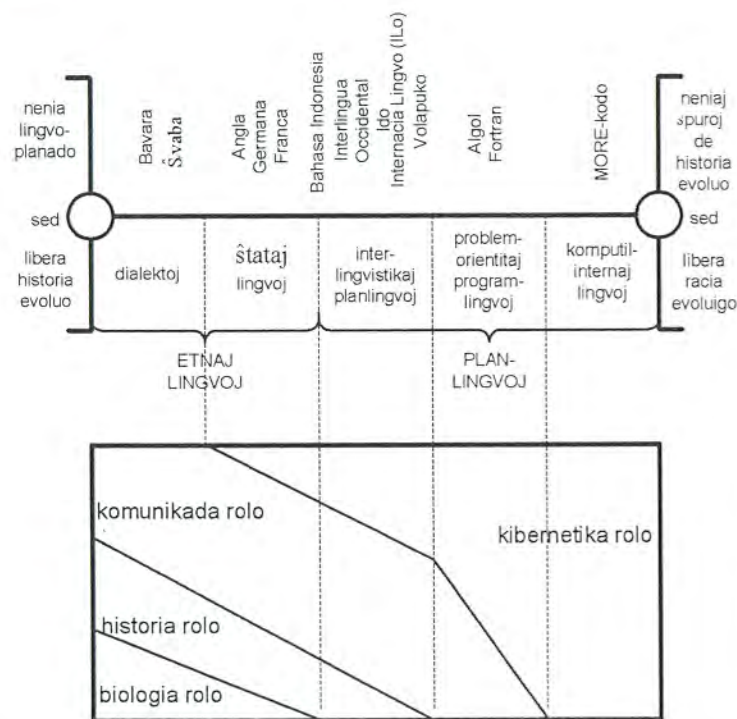 nenia
lingvo-
planado
sed
libera
historia
evoluo
Bavara
Ŝvaba
Angla
Germana
Franca
Bahasa Indonesia
Interlingua
Occidental
Ido
Internacia Lingvo (ILo)
Volapuko
Algol
Fortran
MORE-kodo
neniaj
spuroj
de
historia
evoluo
sed
libera
racia
evoluigo
dialektoj
ŝtataj
lingvoj
inter-
lingvistikaj
planlingvoj
problem-
orientitaj
program-
lingvoj
komputil-
internaj
lingvoj
ETNAJ
LINGVOJ
PLAN-
LINGVOJ
komunikada rolo
kibernetika rolo
historia rolo
biologia rolo